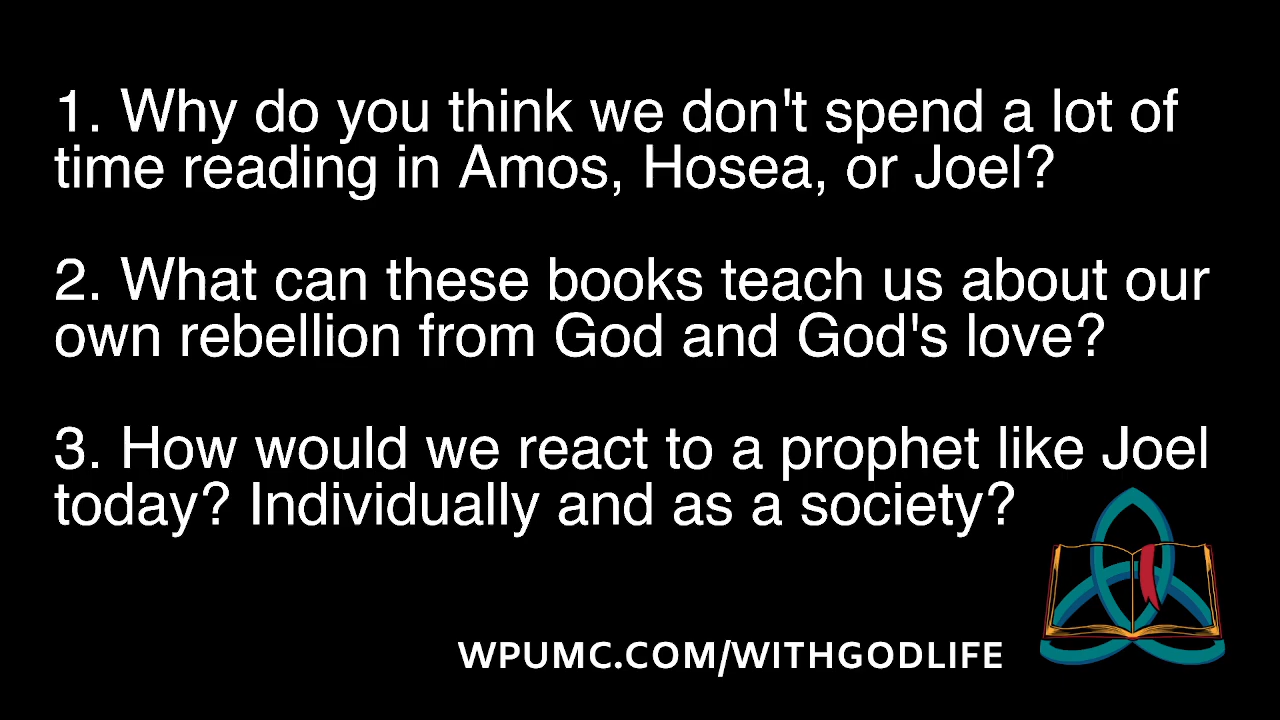 1. Why do you think we don't spend a lot of
time reading in Amos, Hosea, or Joel?
2. What can these books teach us about our
own rebellion from God and God's love?
3. How would we react to a prophet like Joel
today? Individually and as a society?
WPUMC.COM/WITHGODLIFE